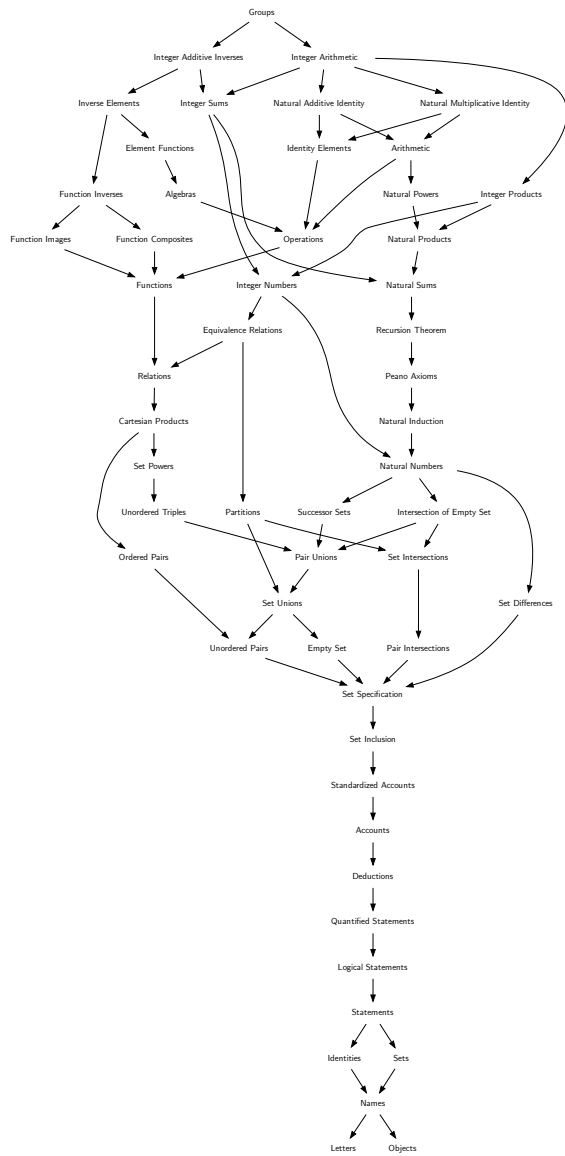 Groups
Integer Additive Inverses
Integer Arithmetic
Inverse Elements
Integer Sums
Natural Additive Identity
Natural Multiplicative Identity
Element Functions
Identity Elements
Arithmetic
Function Inverses
Algebras
Natural Powers
Integer Products
Function Images
Function Composites
Operations
Natural Products
Functions
Integer Numbers
Natural Sums
Equivalence Relations
Recursion Theorem
Relations
Peano Axioms
Cartesian Products
Natural Induction
Set Powers
Natural Numbers
Unordered Triples
Partitions
Successor Sets
Intersection of Empty Set
Ordered Pairs
Pair Unions
Set Intersections
Set Unions
Set Differences
Unordered Pairs
Empty Set
Pair Intersections
Set Specification
Set Inclusion
Standardized Accounts
Accounts
Deductions
Quantified Statements
Logical Statements
Statements
Identities
Sets
Names
Letters
Objects